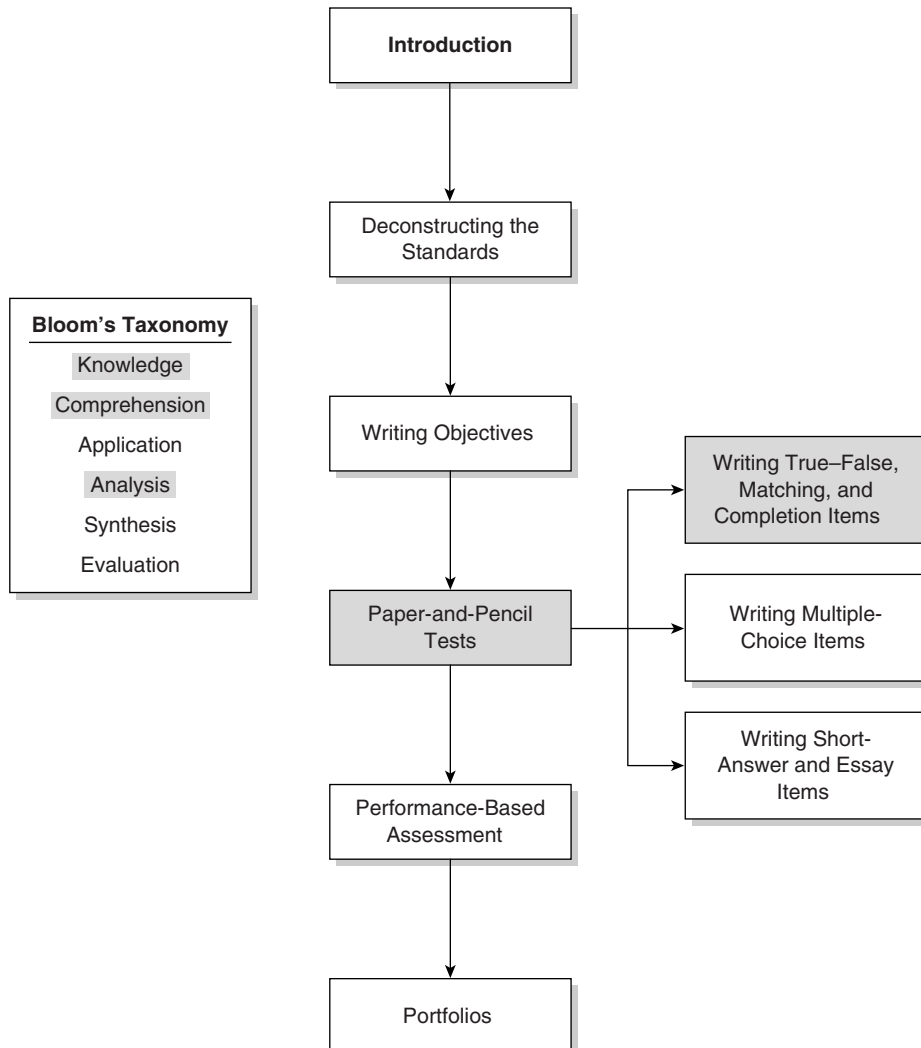 Introduction
Deconstructing the
Standards
Bloom’s Taxonomy
Knowledge
Comprehension
Application
Analysis
Synthesis
Evaluation
Writing Objectives
Paper-and-Pencil
Tests
Writing True–False,
Matching, and
Completion Items
Writing Multiple-
Choice Items
Writing Short-
Answer and Essay
Items
Performance-Based
Assessment
Portfolios